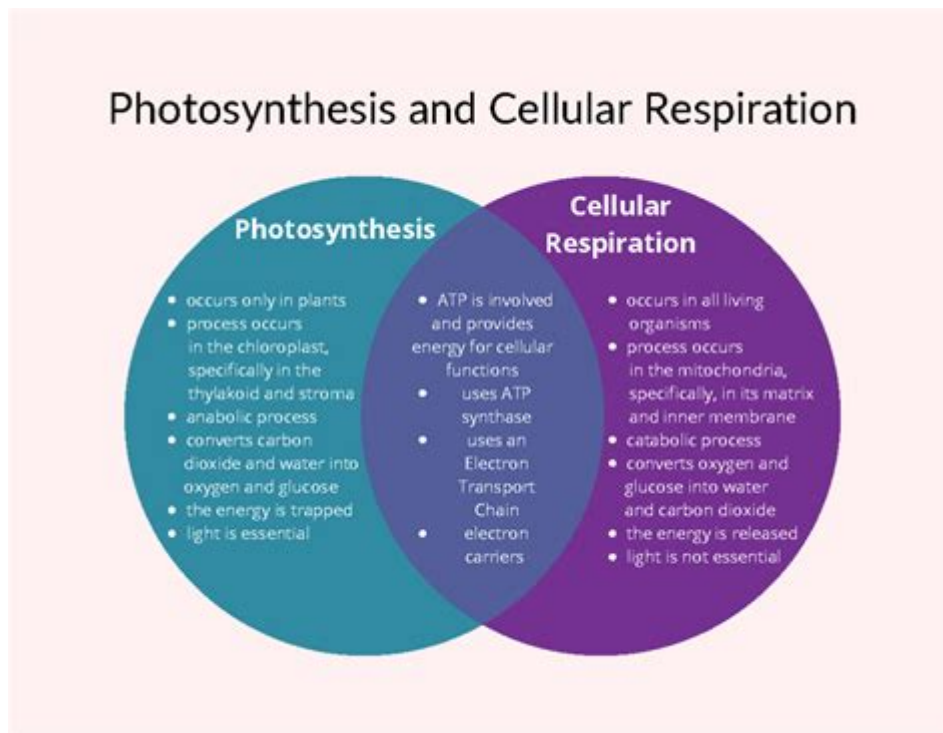 Photosynthesis and Cellular Respiration
Photosynthesis
• occurs only in plants
• process occurs
in the chloroplast,
specifically in the
thylakoid and stroma
• anabolic process
• converts carbon
dioxide and water into
oxygen and glucose
• the energy is trapped
• light is essential
• ATP is involved
and provides
energy for cellular
functions
• uses ATP
synthase
• uses an
Electron
Transport
Chain
• electron
carriers
Cellular
Respiration
• occurs in all living
organisms
• process occurs
in the mitochondria,
specifically, in its matrix
and inner membrane
• catabolic process
• converts oxygen and
glucose into water
and carbon dioxide
• the energy is released
• light is not essential